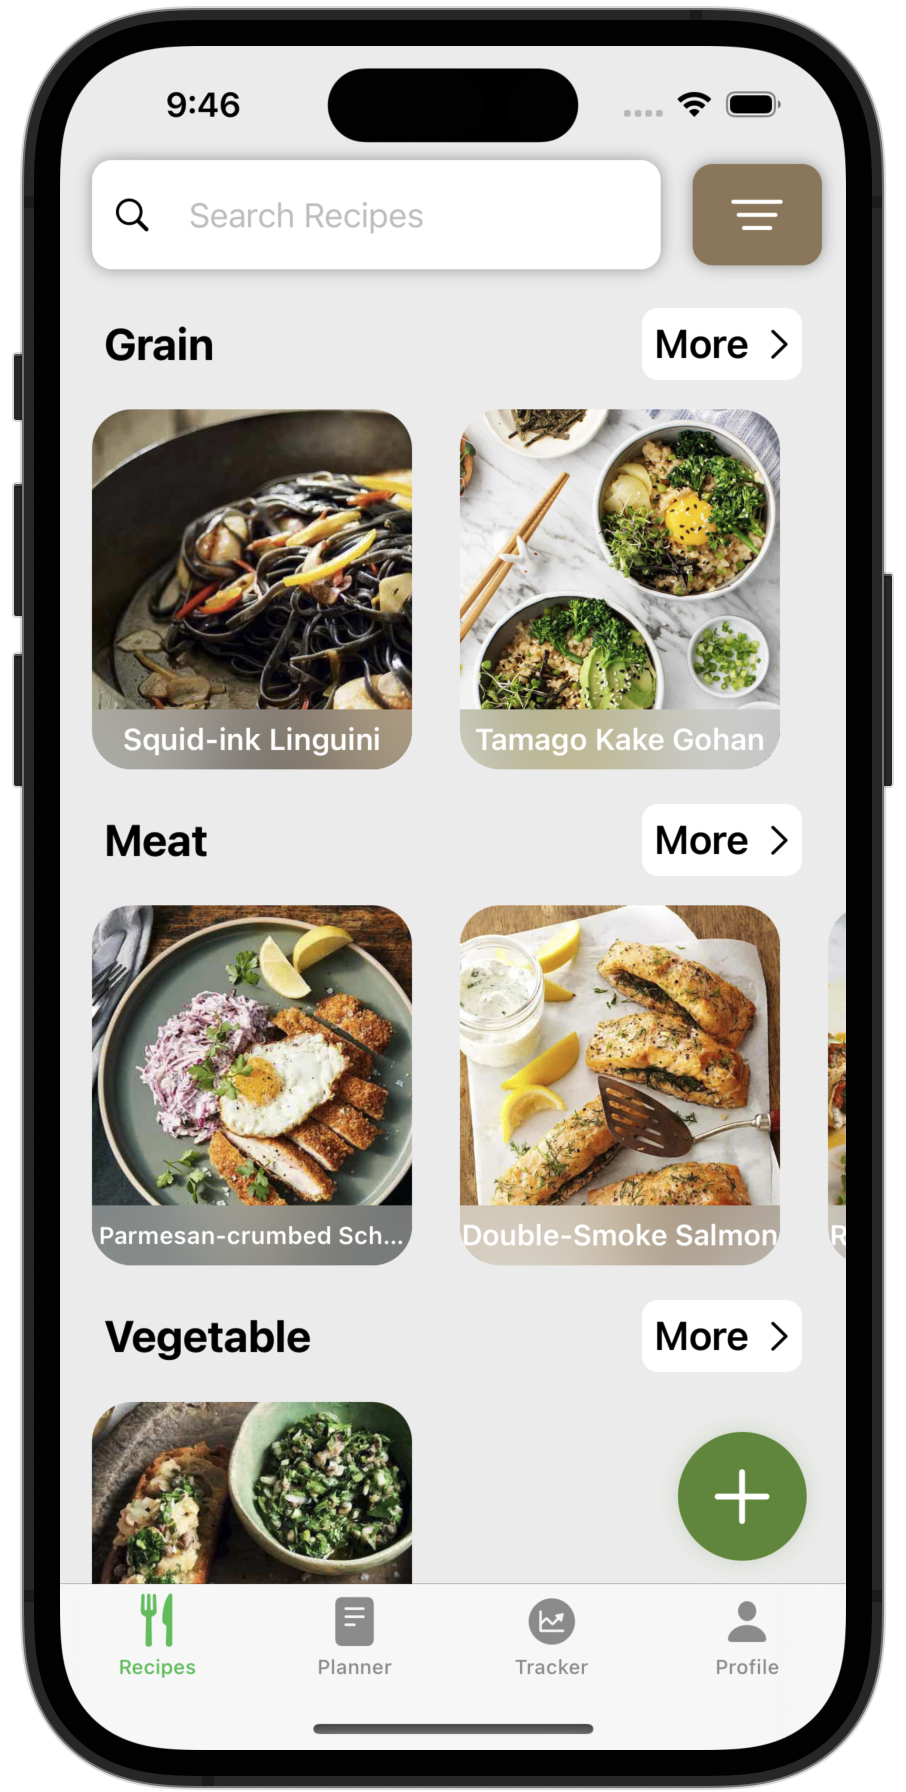 9:46
Search Recipes
Grain
More
Squid-ink Linguini
Tamago Kake Gohan
Meat
More
Parmesan-crumbed Sch...
Double-Smoke Salmon
R
Vegetable
More
Recipes
Planner
Tracker
Profile